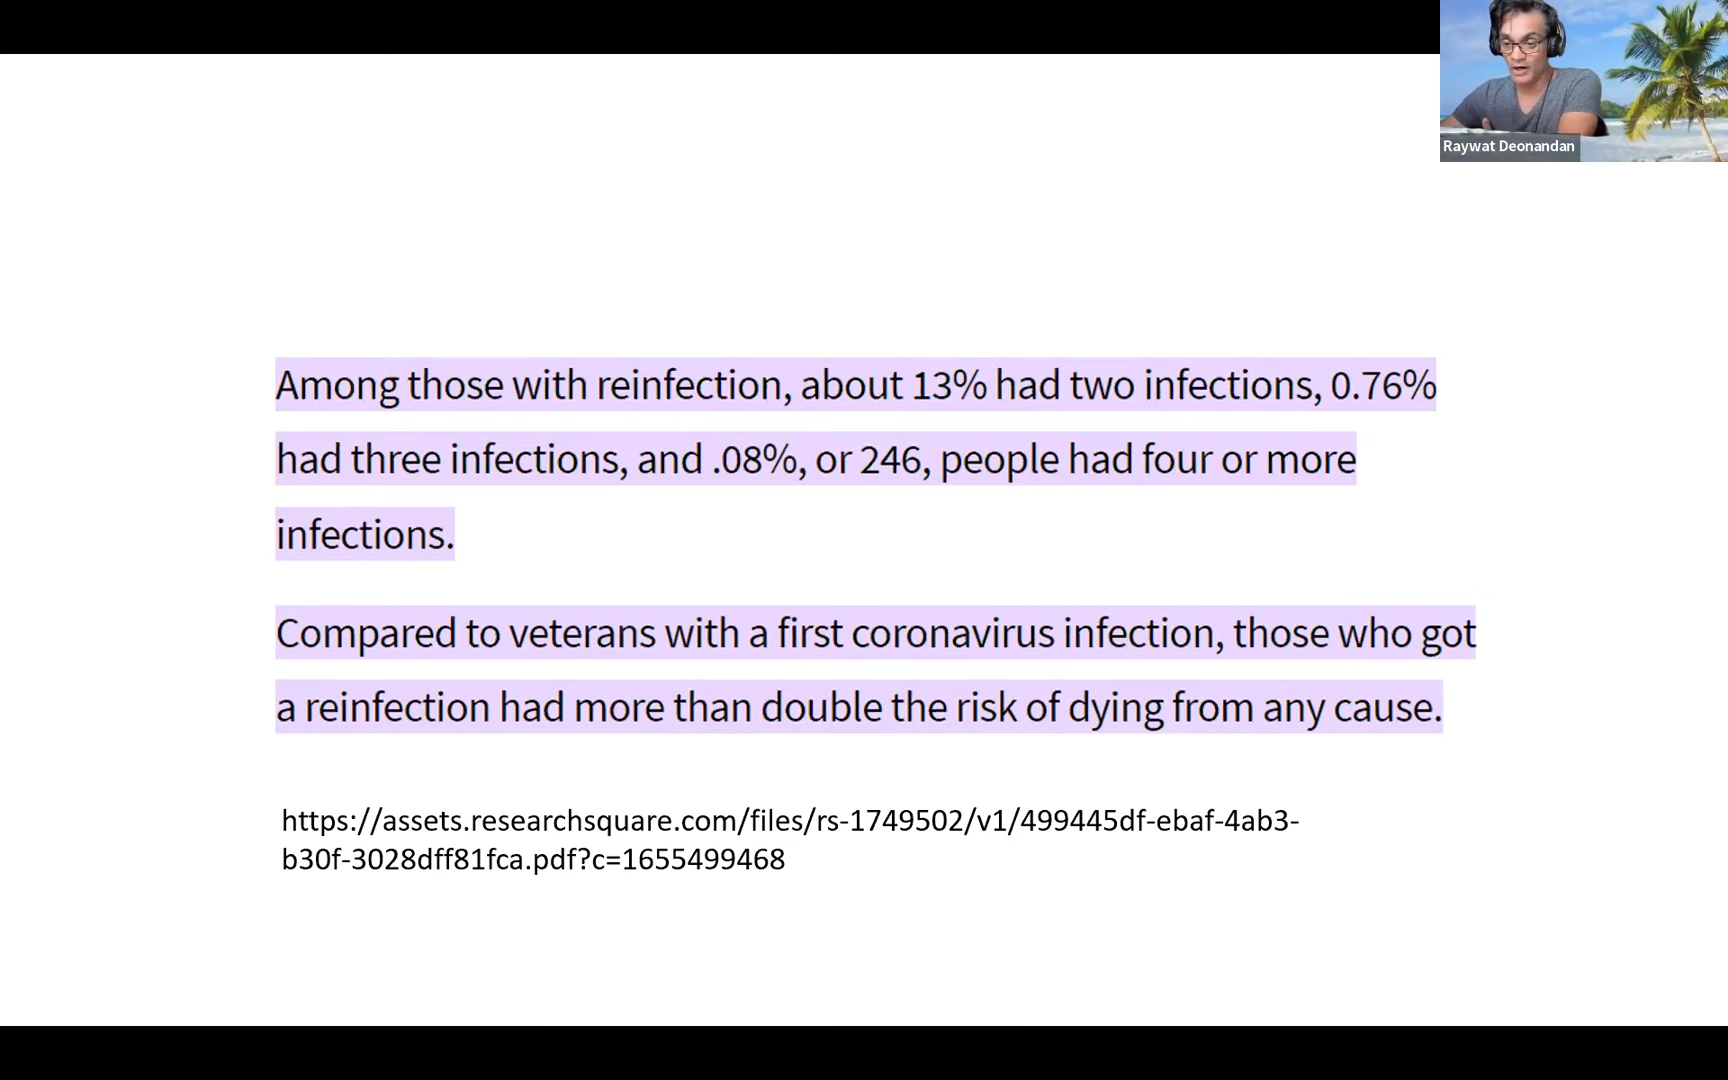 Raywat Deonandan
Among those with reinfection, about 13% had two infections, 0.76%
had three infections, and .08%, or 246, people had four or more
infections.
Compared to veterans with a first coronavirus infection, those who got
a reinfection had more than double the risk of dying from any cause.
https://assets.researchsquare.com/files/rs-1749502/v1/499445df-ebaf-4ab3-
b30f-3028dff81fca.pdf?c=1655499468